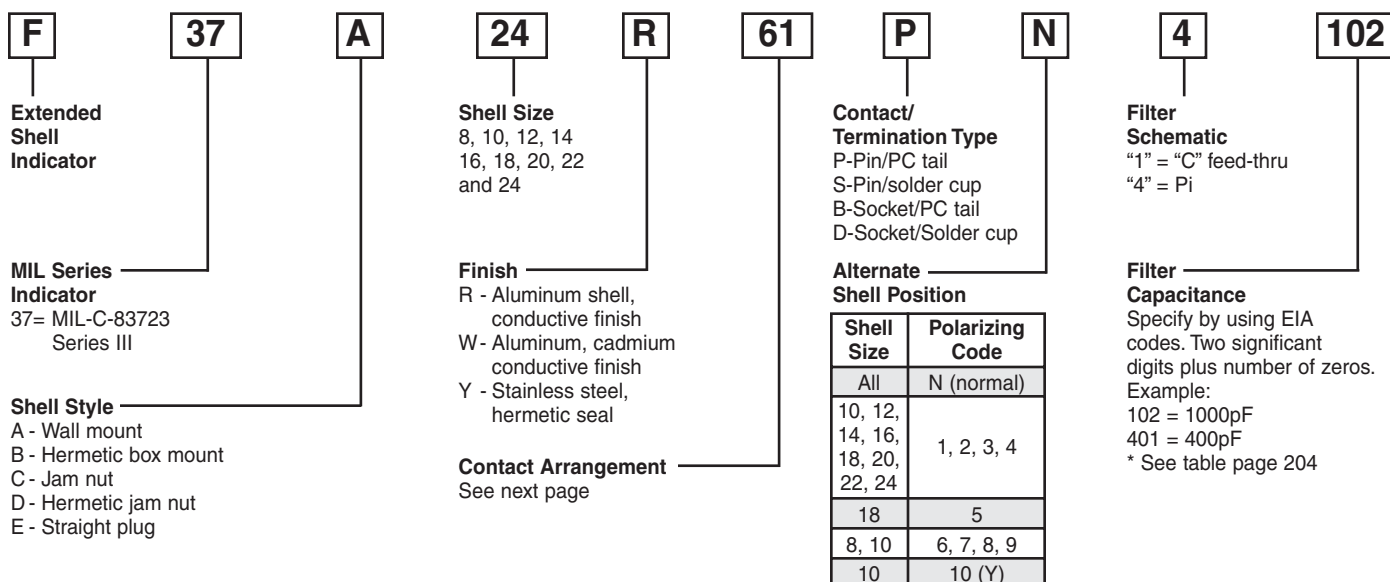 F 37 A 24 R 61 P N 4 102
Extended
Shell
Indicator
MIL Series
Indicator
37= MIL-C-83723
Series III
Shell Style
A - Wall mount
B - Hermetic box mount
C - Jam nut
D - Hermetic jam nut
E - Straight plug
Shell Size
8, 10, 12, 14
16, 18, 20, 22
and 24
Finish
R - Aluminum shell,
conductive finish
W - Aluminum, cadmium
conductive finish
Y - Stainless steel,
hermetic seal
Contact Arrangement
See next page
Contact/
Termination Type
P-Pin/PC tail
S-Pin/solder cup
B-Socket/PC tail
D-Socket/Solder cup
Alternate
Shell Position
Shell Size Polarizing Code
All N (normal)
10, 12,
14, 16,
18, 20,
22, 24 1, 2, 3, 4
18 5
8, 10 6, 7, 8, 9
10 10 (Y)
Filter
Schematic
“1” = “C” feed-thru
“4” = Pi
Filter
Capacitance
Specify by using EIA
codes. Two significant
digits plus number of zeros.
Example:
102 = 1000pF
401 = 400pF
* See table page 204